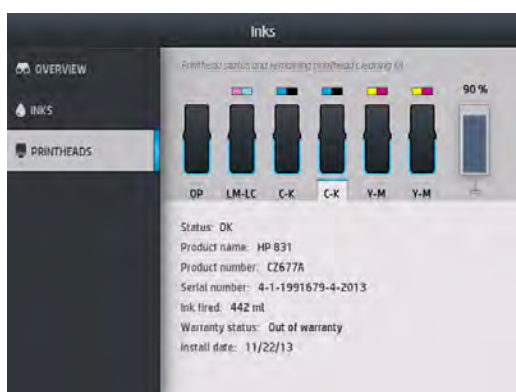 Inks
OVERVIEW
INKS
PRINTHEADS
Printhead status and remaining printhead cleaning kit
90 %
OP LM-LC C-K C-K Y-M Y-M
Status: OK
Product name: HP 831
Product number: CZ677A
Serial number: 4-1-1991679-4-2013
Ink fired: 442 ml
Warranty status: Out of warranty
Install date: 11/22/13